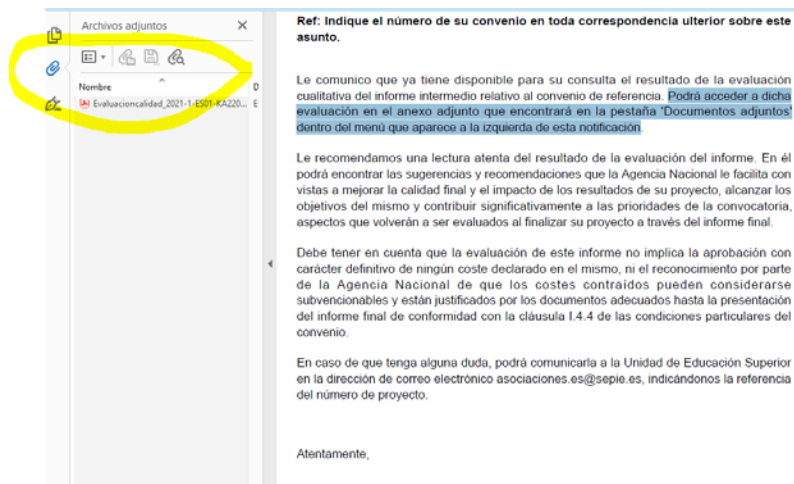 Archivos adjuntos
Nombre
Evaluacioncalidad_2021-1-ES01-KA220...
Ref: Indique el número de su convenio en toda correspondencia ulterior sobre este
asunto.
Le comunico que ya tiene disponible para su consulta el resultado de la evaluación
cualitativa del informe intermedio relativo al convenio de referencia. Podrá acceder a dicha
evaluación en el anexo adjunto que encontrará en la pestaña 'Documentos adjuntos'
dentro del menú que aparece a la izquierda de esta notificación.
Le recomendamos una lectura atenta del resultado de la evaluación del informe. En él
podrá encontrar las sugerencias y recomendaciones que la Agencia Nacional le facilita con
vistas a mejorar la calidad final y el impacto de los resultados de su proyecto, alcanzar los
objetivos del mismo y contribuir significativamente a las prioridades de la convocatoria,
aspectos que volverán a ser evaluados al finalizar su proyecto a través del informe final.
Debe tener en cuenta que la evaluación de este informe no implica la aprobación con
carácter definitivo de ningún coste declarado en el mismo, ni el reconocimiento por parte
de la Agencia Nacional de que los costes contraídos pueden considerarse
subvencionables y están justificados por los documentos adecuados hasta la presentación
del informe final de conformidad con la cláusula I.4.4 de las condiciones particulares del
convenio.
En caso de que tenga alguna duda, podrá comunicarla a la Unidad de Educación Superior
en la dirección de correo electrónico asociaciones.es@sepie.es, indicándonos la referencia
del número de proyecto.
Atentamente,